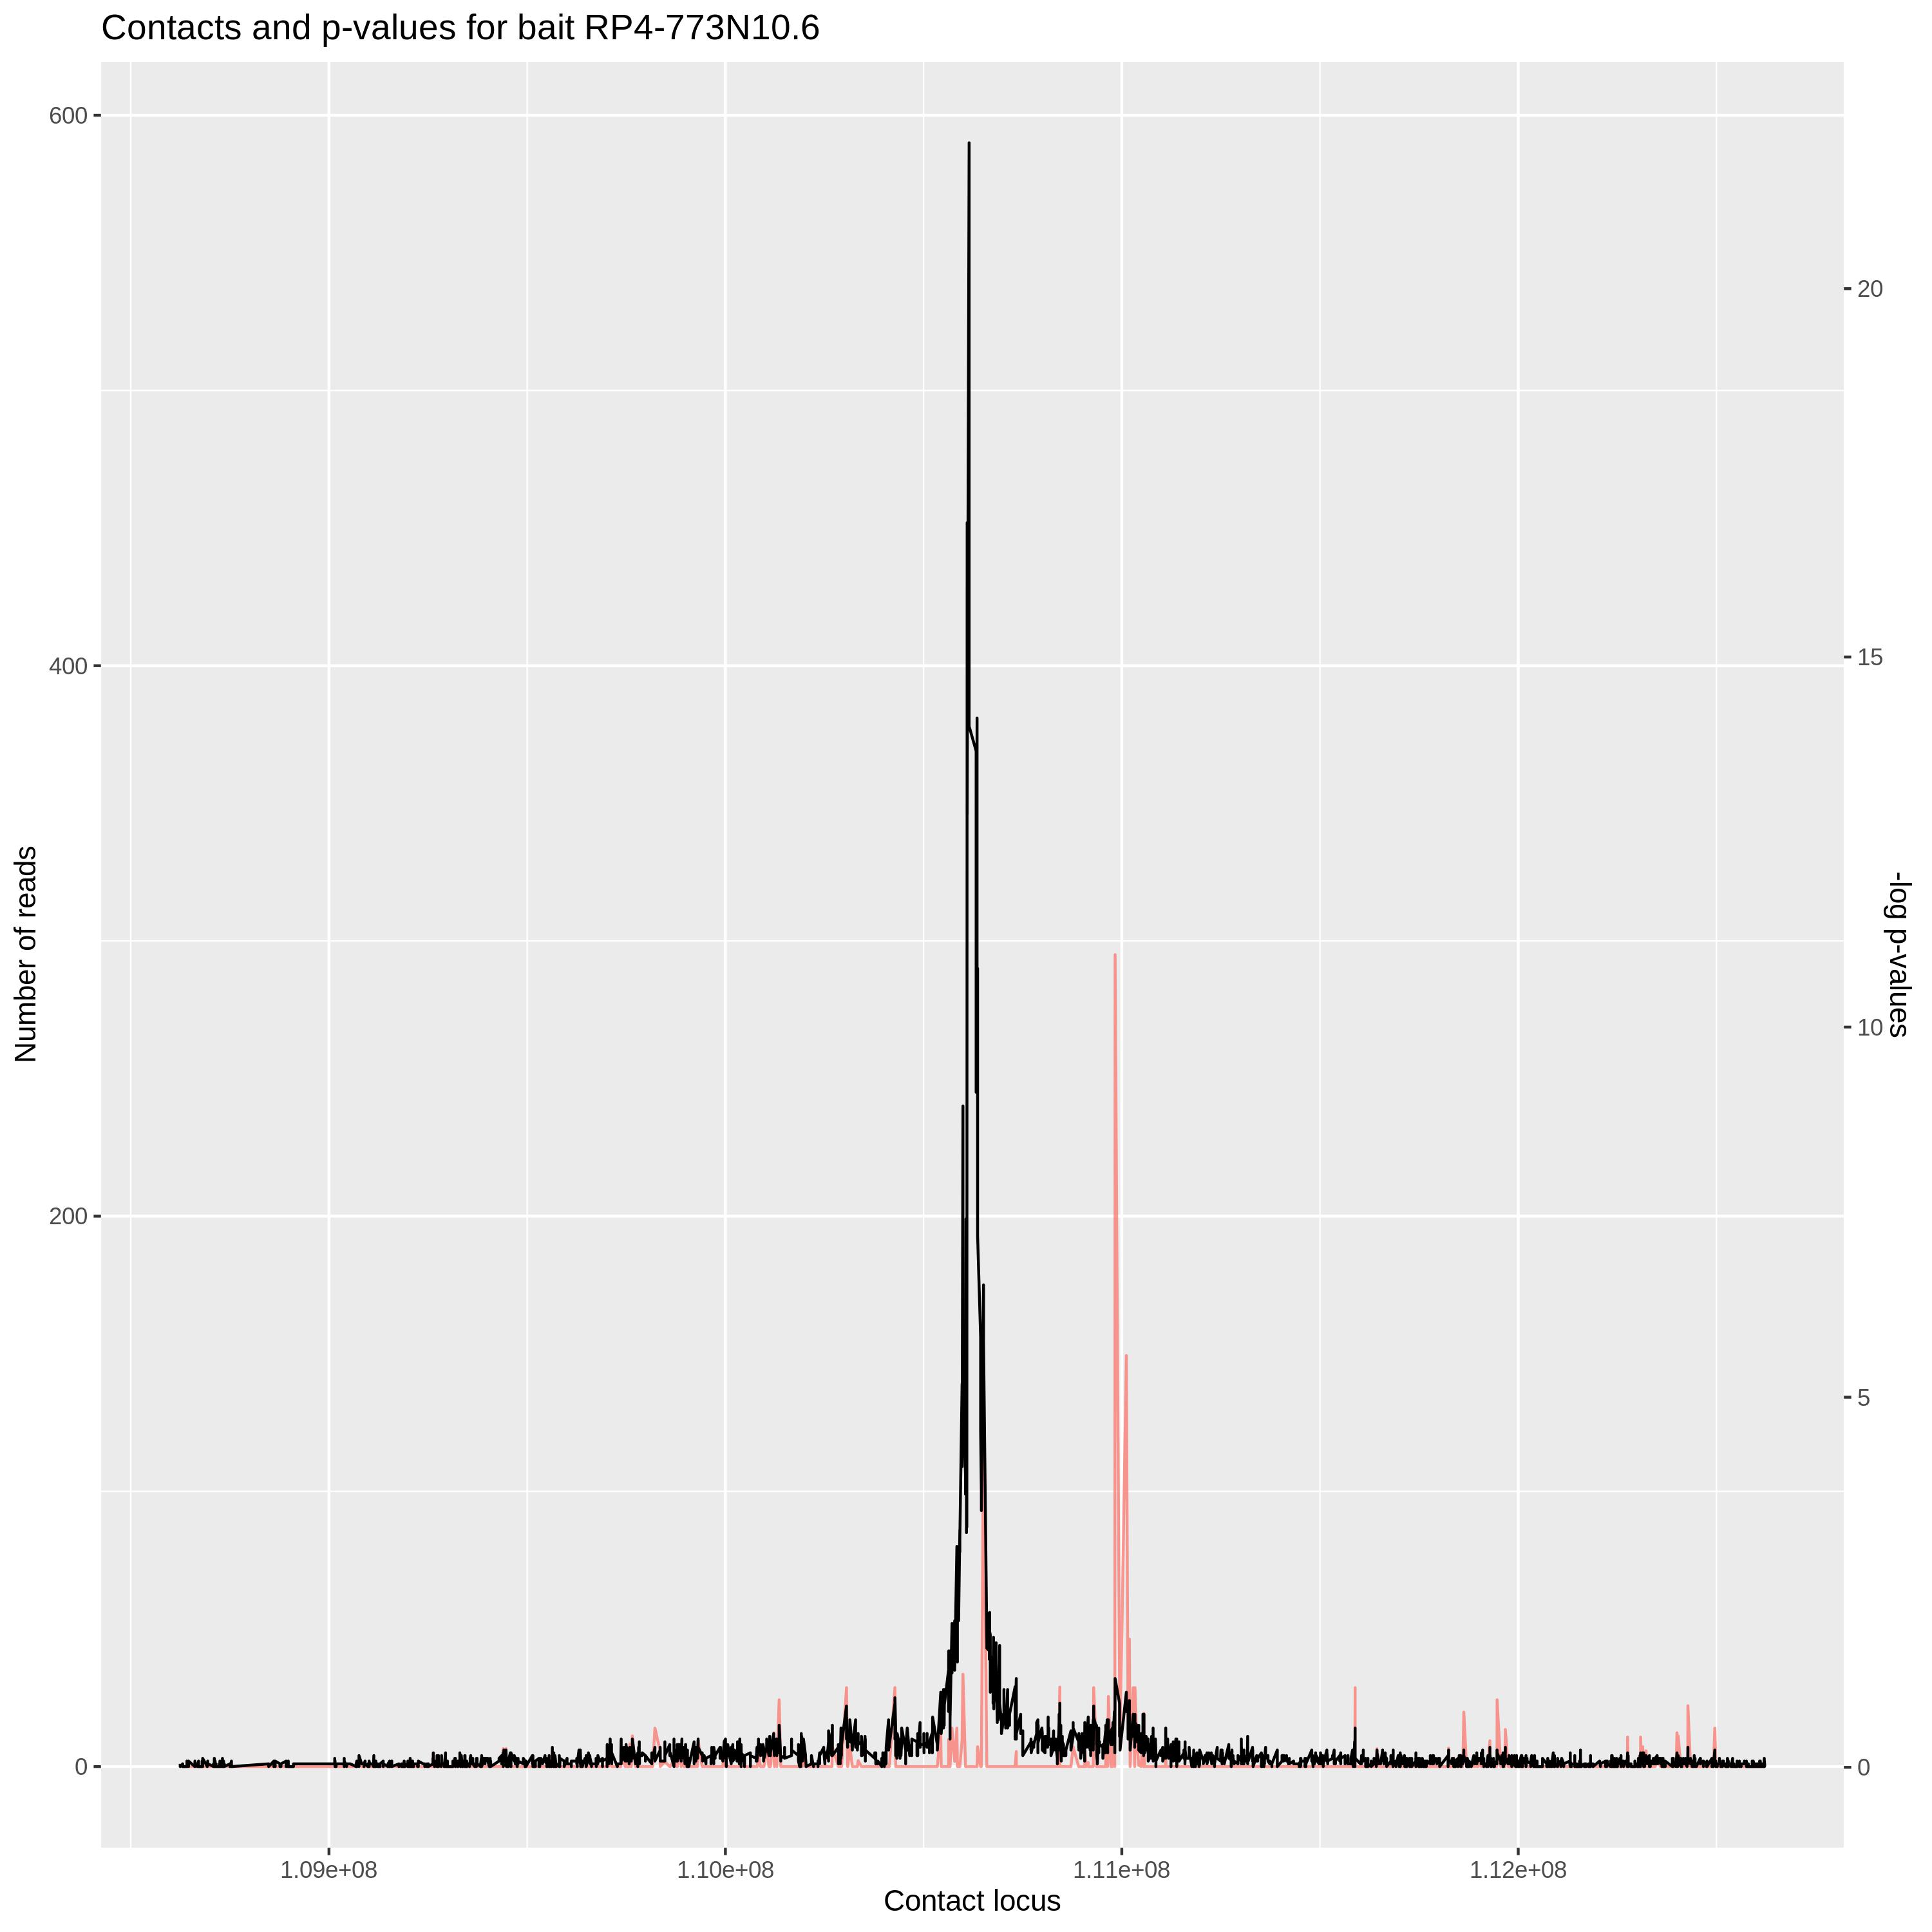 Contacts and p-values for bait RP4-773N10.6
600
400
200
0
Number of reads
20
15
10
5
0
-log p-values
1.09e+08
1.10e+08
1.11e+08
1.12e+08
Contact locus